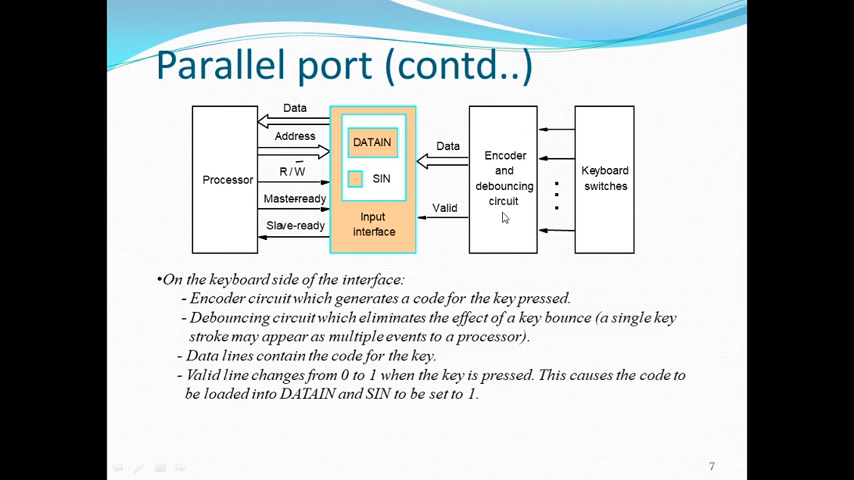 Parallel port (contd..)
Data
Address
R / W̅
Master-ready
Slave-ready
Processor
DATAIN
SIN
Input
interface
Data
Valid
Encoder
and
debouncing
circuit
Keyboard
switches
•On the keyboard side of the interface:
- Encoder circuit which generates a code for the key pressed.
- Debouncing circuit which eliminates the effect of a key bounce (a single key
stroke may appear as multiple events to a processor).
- Data lines contain the code for the key.
- Valid line changes from 0 to 1 when the key is pressed. This causes the code to
be loaded into DATAIN and SIN to be set to 1.
7